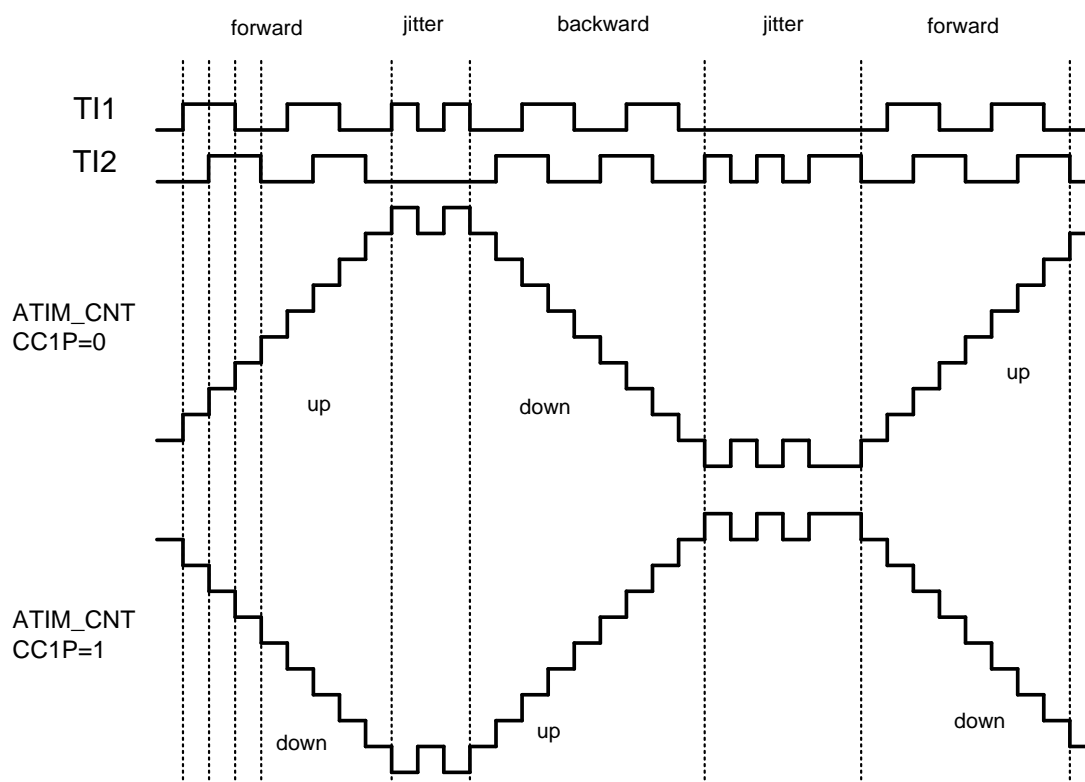 forward jitter backward jitter forward
TI1
TI2
ATIM_CNT
CC1P=0
up
down
up
ATIM_CNT
CC1P=1
down
up
down